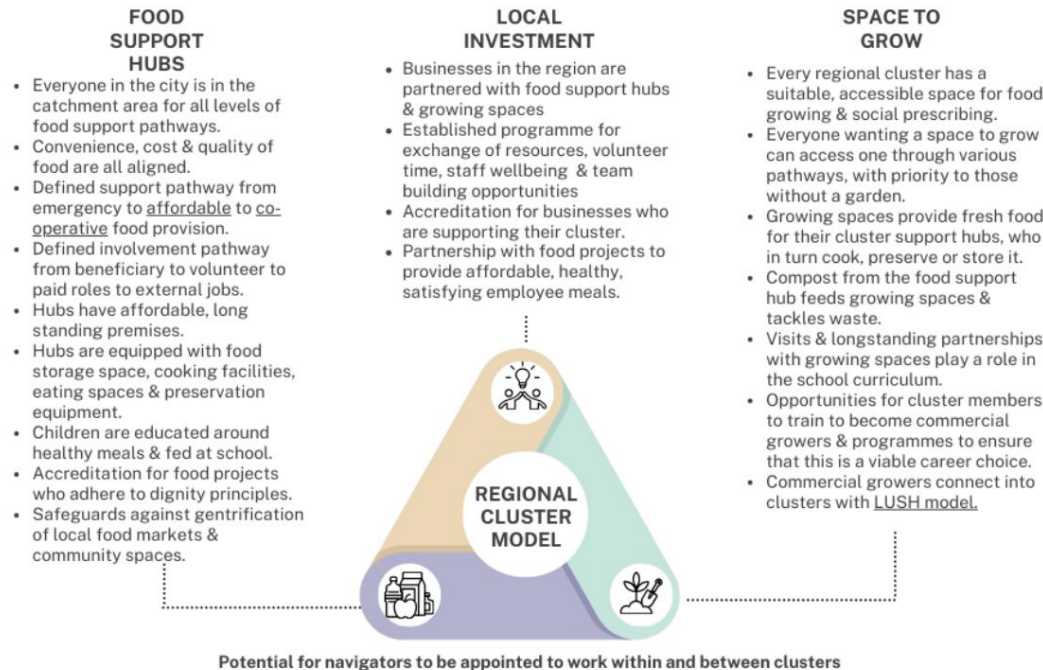 FOOD
SUPPORT
HUBS
• Everyone in the city is in the
catchment area for all levels of
food support pathways.
• Convenience, cost & quality of
food are all aligned.
• Defined support pathway from
emergency to affordable to co-
operative food provision.
• Defined involvement pathway
from beneficiary to volunteer to
paid roles to external jobs.
• Hubs have affordable, long
standing premises.
• Hubs are equipped with food
storage space, cooking facilities,
eating spaces & preservation
equipment.
• Children are educated around
healthy meals & fed at school.
• Accreditation for food projects
who adhere to dignity principles.
• Safeguards against gentrification
of local food markets &
community spaces.
LOCAL
INVESTMENT
• Businesses in the region are
partnered with food support hubs
& growing spaces
• Established programme for
exchange of resources, volunteer
time, staff wellbeing & team
building opportunities
• Accreditation for businesses who
are supporting their cluster.
• Partnership with food projects to
provide affordable, healthy,
satisfying employee meals.
SPACE TO
GROW
• Every regional cluster has a
suitable, accessible space for food
growing & social prescribing.
• Everyone wanting a space to grow
can access one through various
pathways, with priority to those
without a garden.
• Growing spaces provide fresh food
for their cluster support hubs, who
in turn cook, preserve or store it.
• Compost from the food support
hub feeds growing spaces &
tackles waste.
• Visits & longstanding partnerships
with growing spaces play a role in
the school curriculum.
• Opportunities for cluster members
to train to become commercial
growers & programmes to ensure
that this is a viable career choice.
• Commercial growers connect into
clusters with LUSH model.
REGIONAL
CLUSTER
MODEL
Potential for navigators to be appointed to work within and between clusters